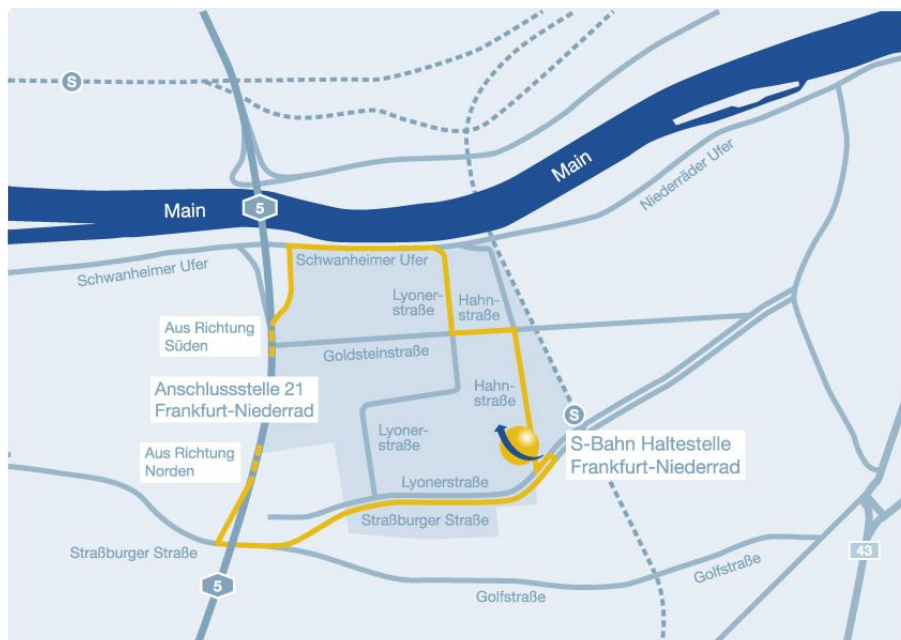 S
Main
Niederräder Ufer
Main
5
Schwanheimer Ufer
Schwanheimer Ufer
Lyoner-
straße
Hahn-
straße
Aus Richtung
Süden
Goldsteinstraße
Anschlussstelle 21
Frankfurt-Niederrad
Hahn-
straße
S
Lyoner-
straße
S-Bahn Haltestelle
Frankfurt-Niederrad
Aus Richtung
Norden
Lyonerstraße
Straßburger Straße
Straßburger Straße
43
Golfstraße
5
Golfstraße